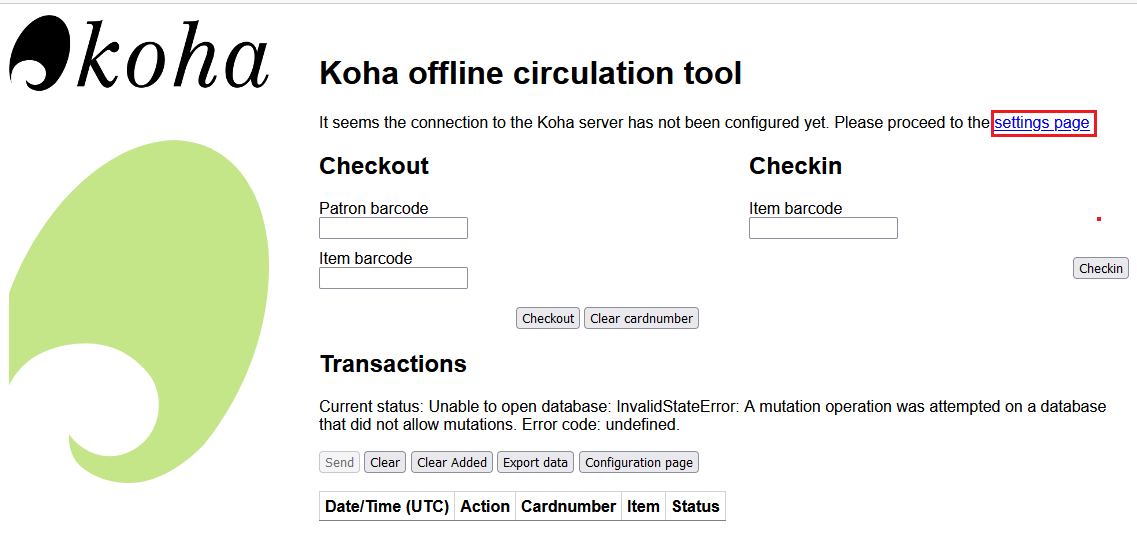 koha
Koha offline circulation tool
It seems the connection to the Koha server has not been configured yet. Please proceed to the settings page
Checkout
Patron barcode
Item barcode
Checkout Clear cardnumber
Checkin
Item barcode
Checkin
Transactions
Current status: Unable to open database: InvalidStateError: A mutation operation was attempted on a database
that did not allow mutations. Error code: undefined.
Send Clear Clear Added Export data Configuration page
Date/Time (UTC) Action Cardnumber Item Status